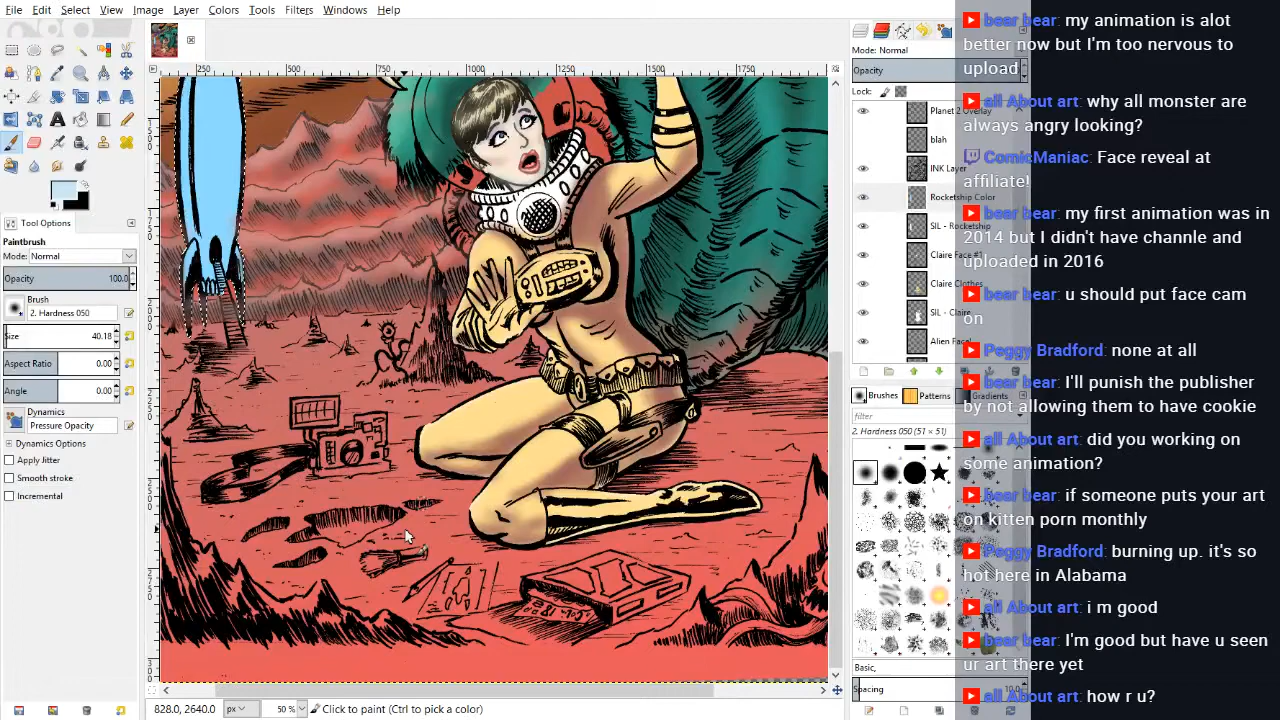 File Edit Select View Image Layer Colors Tools Filters Windows Help
bear bear: my animation is alot
better now but I'm too nervous to
upload
all About art: why all monster are
always angry looking?
ComicManiac: Face reveal at
affiliate!
bear bear: my first animation was in
2014 but I didn't have channle and
uploaded in 2016
bear bear: u should put face cam
on
Peggy Bradford: none at all
bear bear: I'll punish the publisher
by not allowing them to have cookie
all About art: did you working on
some animation?
bear bear: if someone puts your art
on kitten porn monthly
Peggy Bradford: burning up. it's so
hot here in Alabama
all About art: i m good
bear bear: I'm good but have u seen
ur art there yet
all About art: how r u?
Mode: Normal
Opacity
Lock:
Planet 2 Overlay
blah
INK Layer
Rocketship Color
SIL - Rocketship
Claire Face #1
Claire Clothes
SIL - Claire
Alien Face
Brushes Patterns Gradients
filter
2. Hardness 050 (51 × 51)
Basic,
Spacing 10.0
Tool Options
Paintbrush
Mode: Normal
Opacity 100.0
Brush
2. Hardness 050
Size 40.18
Aspect Ratio 0.00
Angle 0.00
Dynamics
Pressure Opacity
Dynamics Options
Apply Jitter
Smooth stroke
Incremental
250 750 1000 1250 1500 1750
828.0, 2640.0 px 50 % Click to paint (Ctrl to pick a color)